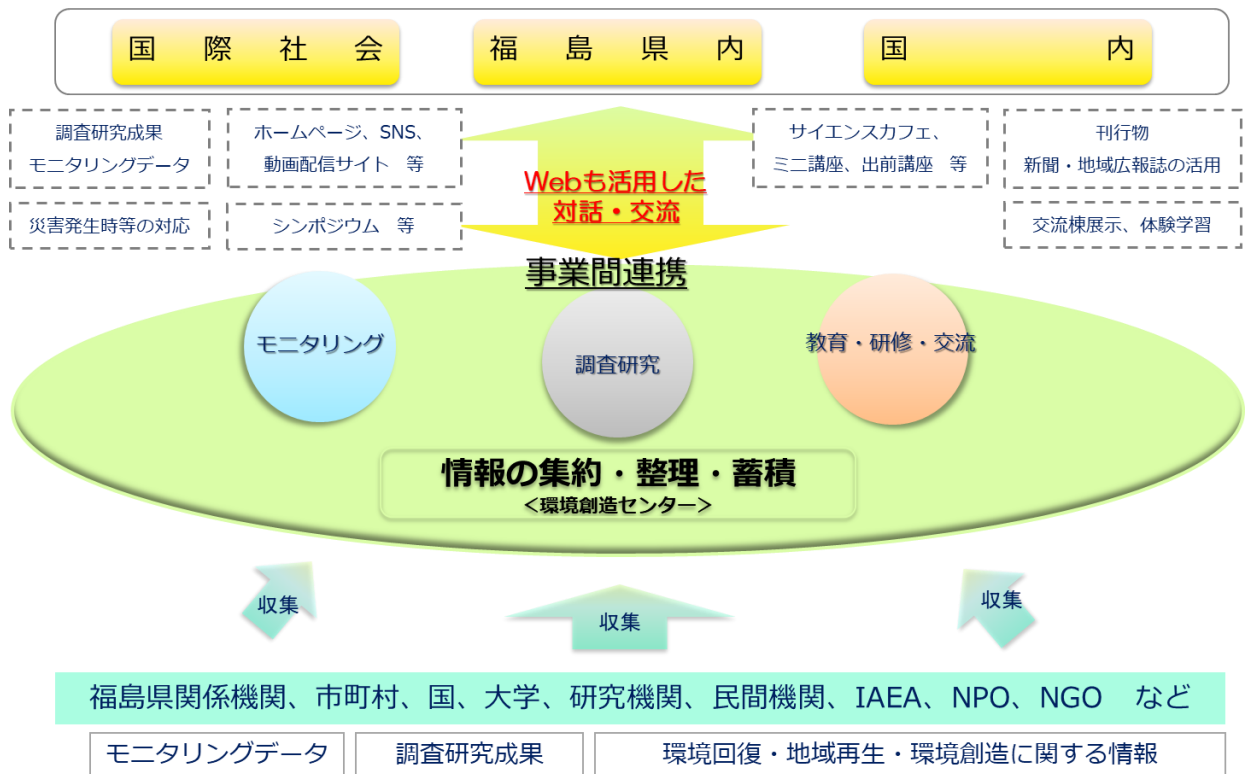 国際社会
福島県内
国内
調査研究成果
モニタリングデータ
ホームページ、SNS、
動画配信サイト 等
サイエンスカフェ、
ミニ講座、出前講座 等
刊行物
新聞・地域広報誌の活用
Webも活用した
対話・交流
災害発生時等の対応
シンポジウム 等
交流棟展示、体験学習
事業間連携
モニタリング
調査研究
教育・研修・交流
情報の集約・整理・蓄積
<環境創造センター>
収集
収集
収集
福島県関係機関、市町村、国、大学、研究機関、民間機関、IAEA、NPO、NGO など
モニタリングデータ
調査研究成果
環境回復・地域再生・環境創造に関する情報